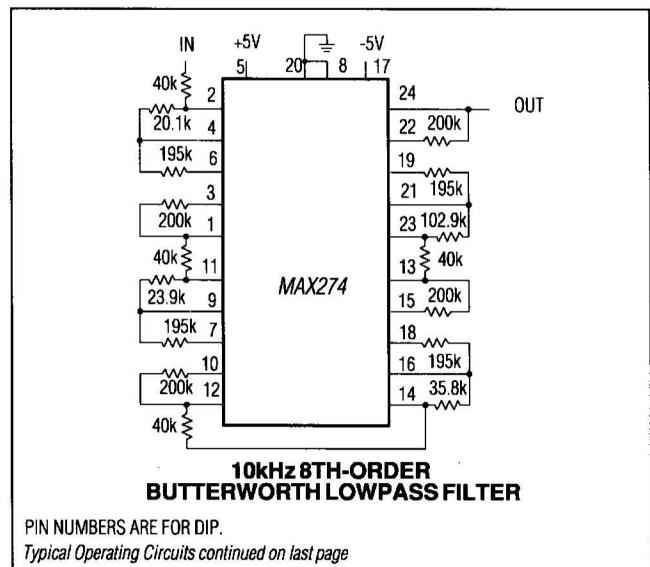 IN +5V -5V
5 20 8 17
40k
2 24
OUT
20.1k 4 22 200k
195k 6 19
3 21 195k
200k 1 23 102.9k
40k 11 13 40k
MAX274
23.9k 9 15 200k
195k 7 18
10 16 195k
200k 12 14 35.8k
40k
10kHz 8TH-ORDER
BUTTERWORTH LOWPASS FILTER
PIN NUMBERS ARE FOR DIP.
Typical Operating Circuits continued on last page